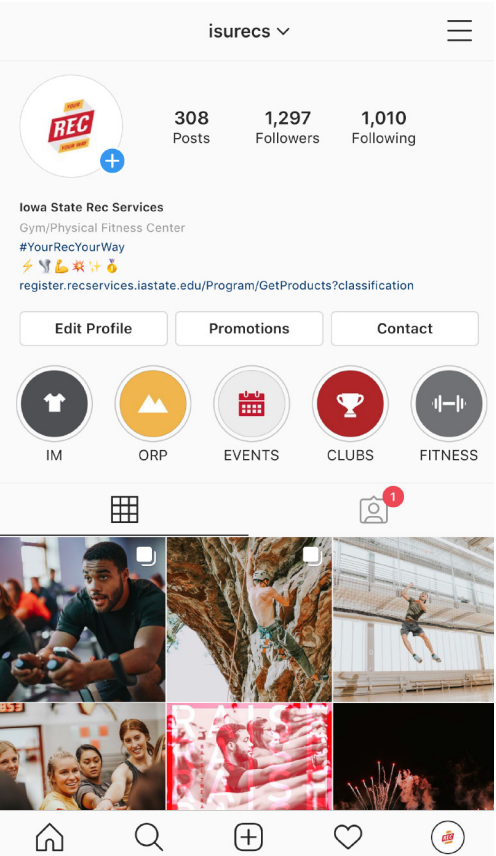 isurecs
YOUR
REC
YOUR WAY
308 1,297 1,010
Posts Followers Following
Iowa State Rec Services
Gym/Physical Fitness Center
#YourRecYourWay
register.recservices.iastate.edu/Program/GetProducts?classification
Edit Profile Promotions Contact
IM ORP EVENTS CLUBS FITNESS
1
REC